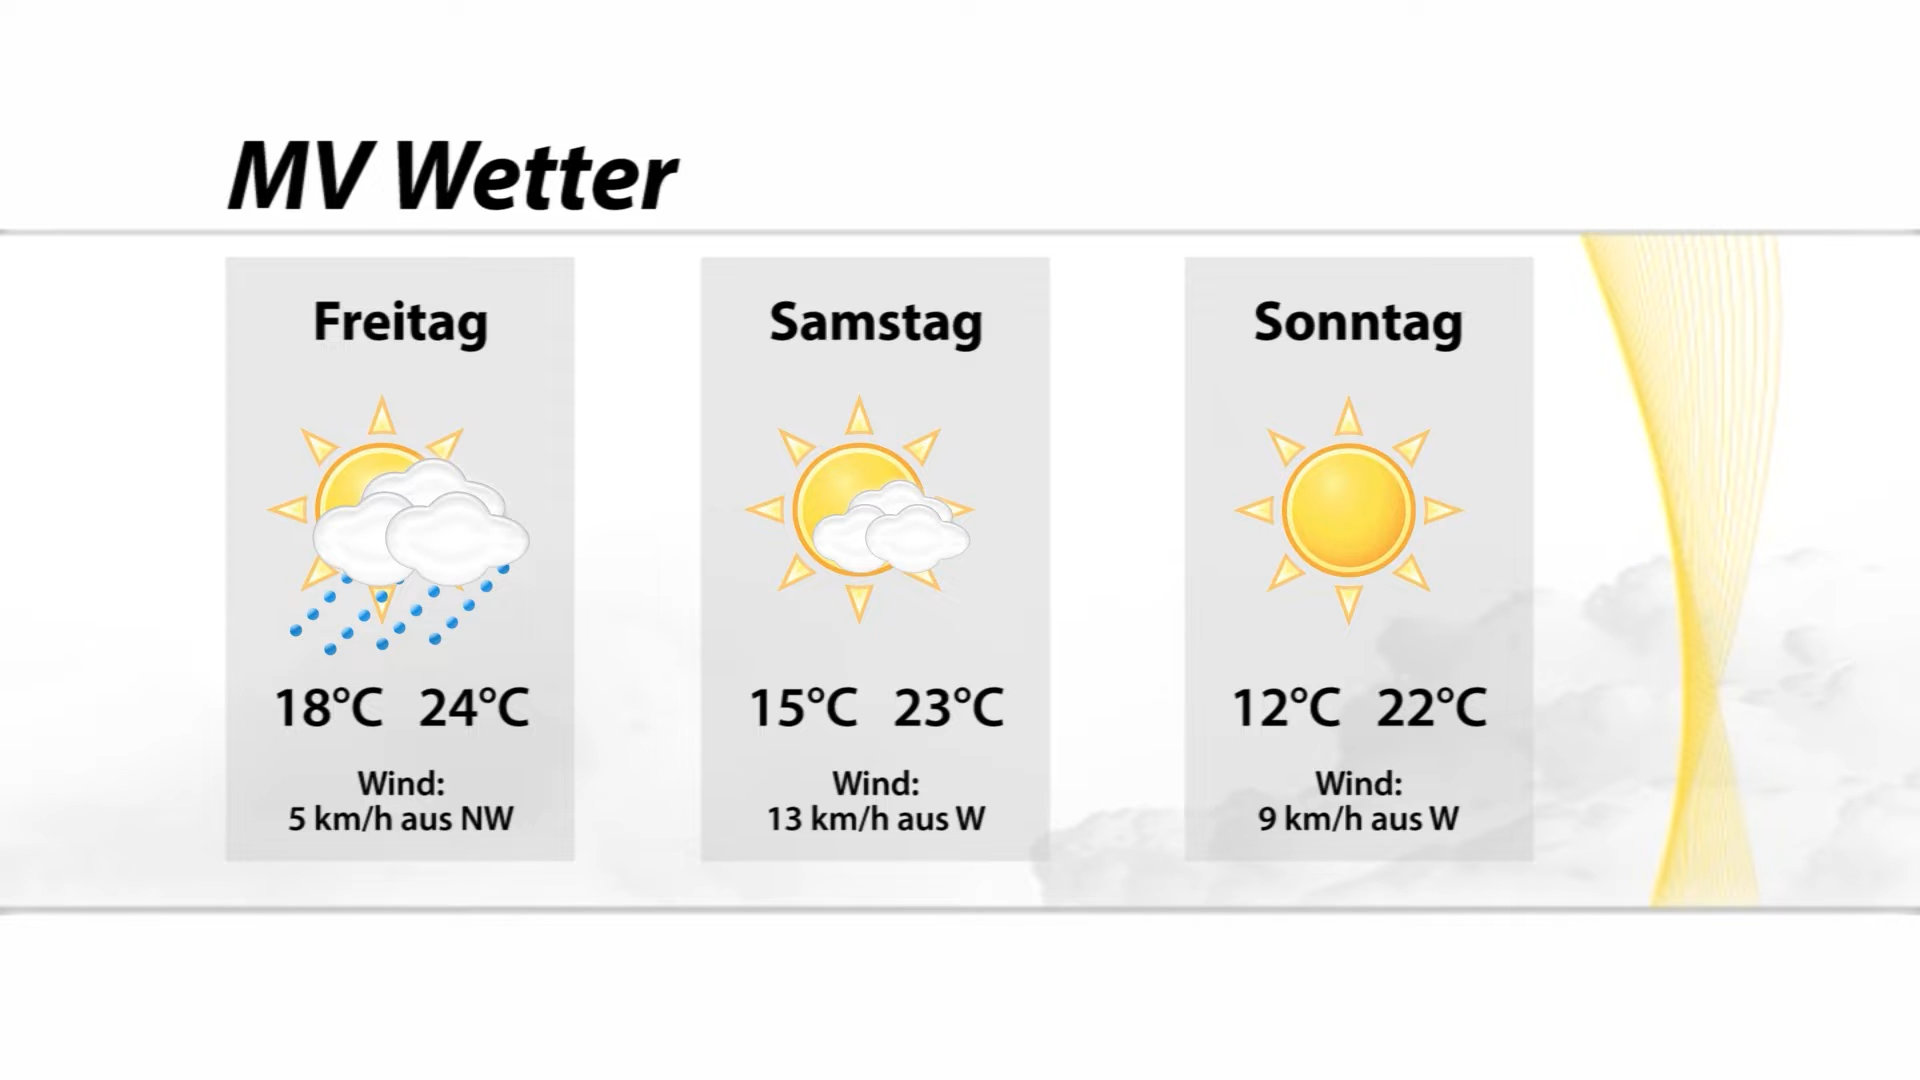 MV Wetter
Freitag
18°C 24°C
Wind:
5 km/h aus NW
Samstag
15°C 23°C
Wind:
13 km/h aus W
Sonntag
12°C 22°C
Wind:
9 km/h aus W